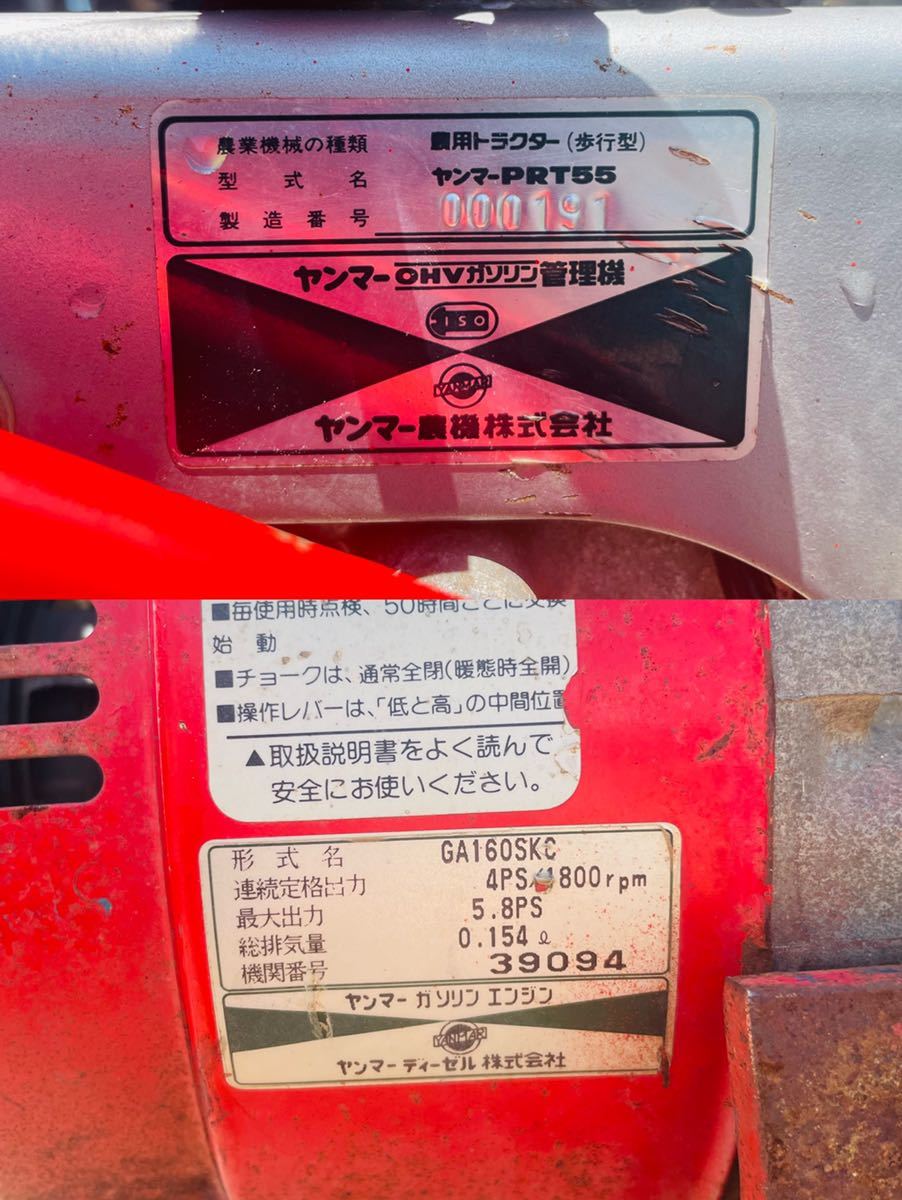 農業機械の種類 農用トラクター(歩行型)
型式名 ヤンマーPRT55
製造番号 000191
ヤンマーOHVガソリン管理機
ISO
YANMAR
ヤンマー農機株式会社
■毎使用時点検、50時間ごとに交換
始動
■チョークは、通常全閉(暖態時全開)
■操作レバーは、「低と高」の中間位置
▲取扱説明書をよく読んで
安全にお使いください。
形式名 GA160SKC
連続定格出力 4PS/1800rpm
最大出力 5.8PS
総排気量 0.154ℓ
機関番号 39094
ヤンマー ガソリン エンジン
YANMAR
ヤンマー ディーゼル 株式会社